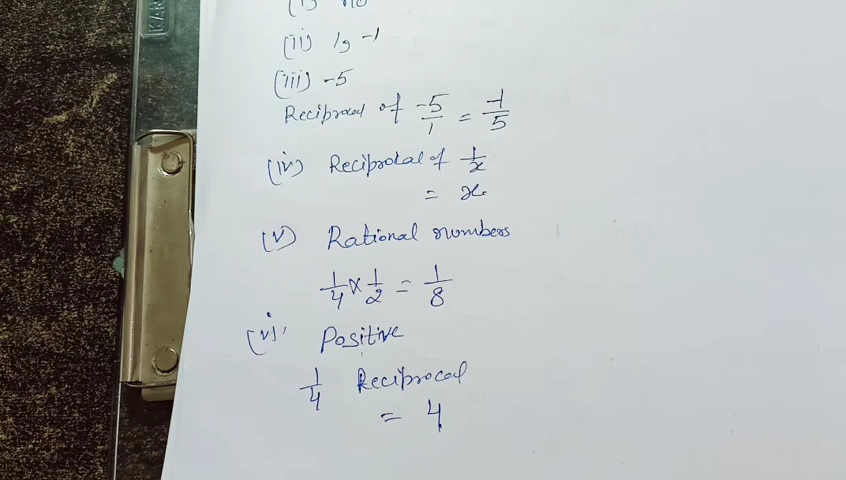 (i) No
(ii) 1, -1
(iii) -5
Reciprocal of -5/1 = -1/5
(iv) Reciprocal of 1/x
= x
(v) Rational numbers
1/4 × 1/2 = 1/8
(vi) Positive
1/4 Reciprocal
= 4